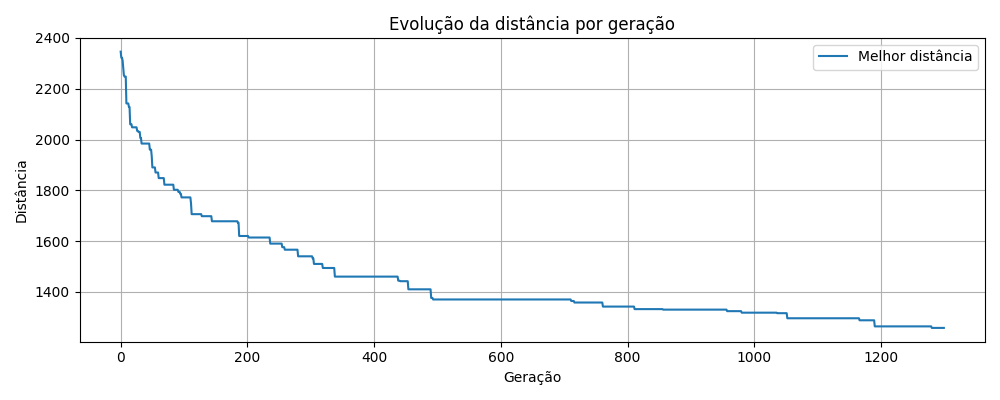 Evolução da distância por geração
Melhor distância
Distância
2400
2200
2000
1800
1600
1400
0 200 400 600 800 1000 1200
Geração